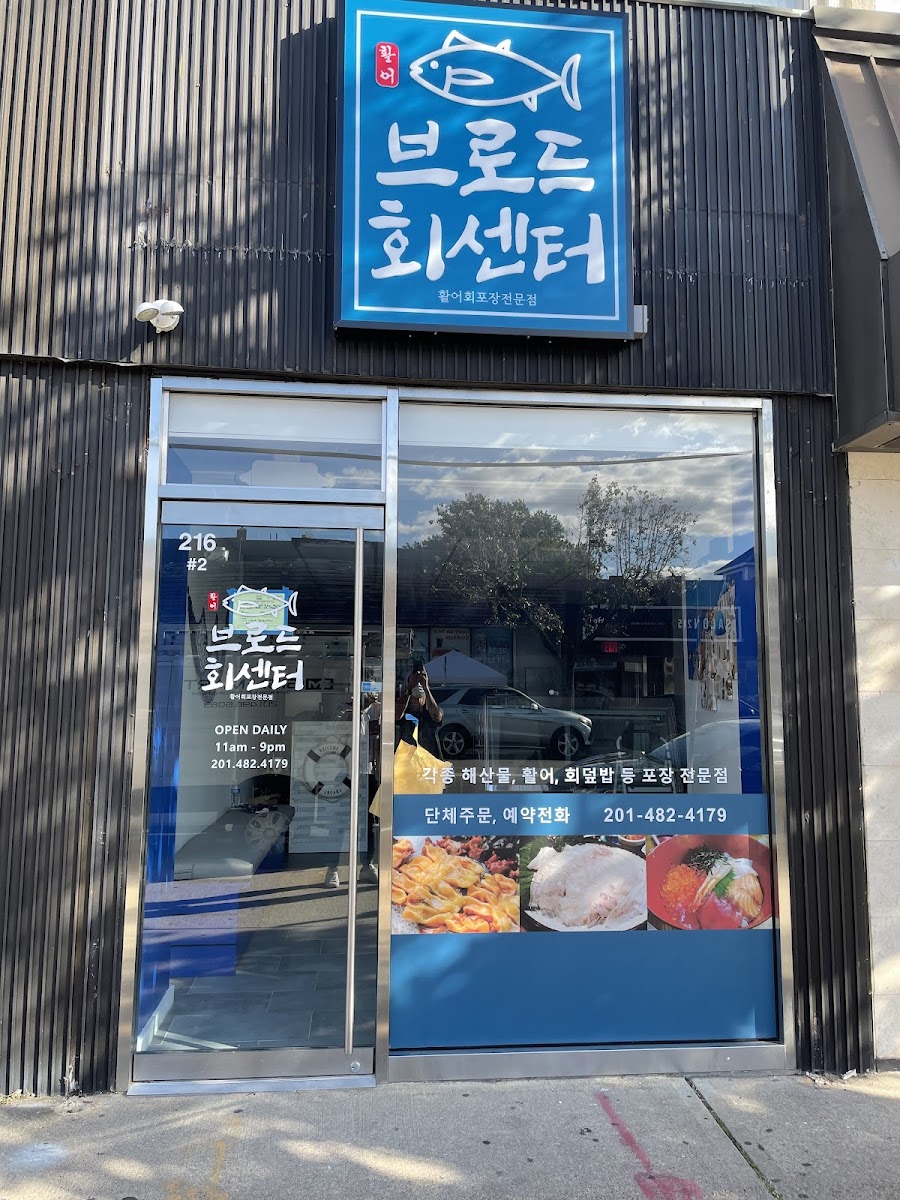 활어
브로드
회센터
활어회포장전문점
216
#2
활어
브로드
회센터
활어회포장전문점
OPEN DAILY
11am - 9pm
201.482.4179
각종 해산물, 활어, 회덮밥 등 포장 전문점
단체주문, 예약전화 201-482-4179
SALON 215